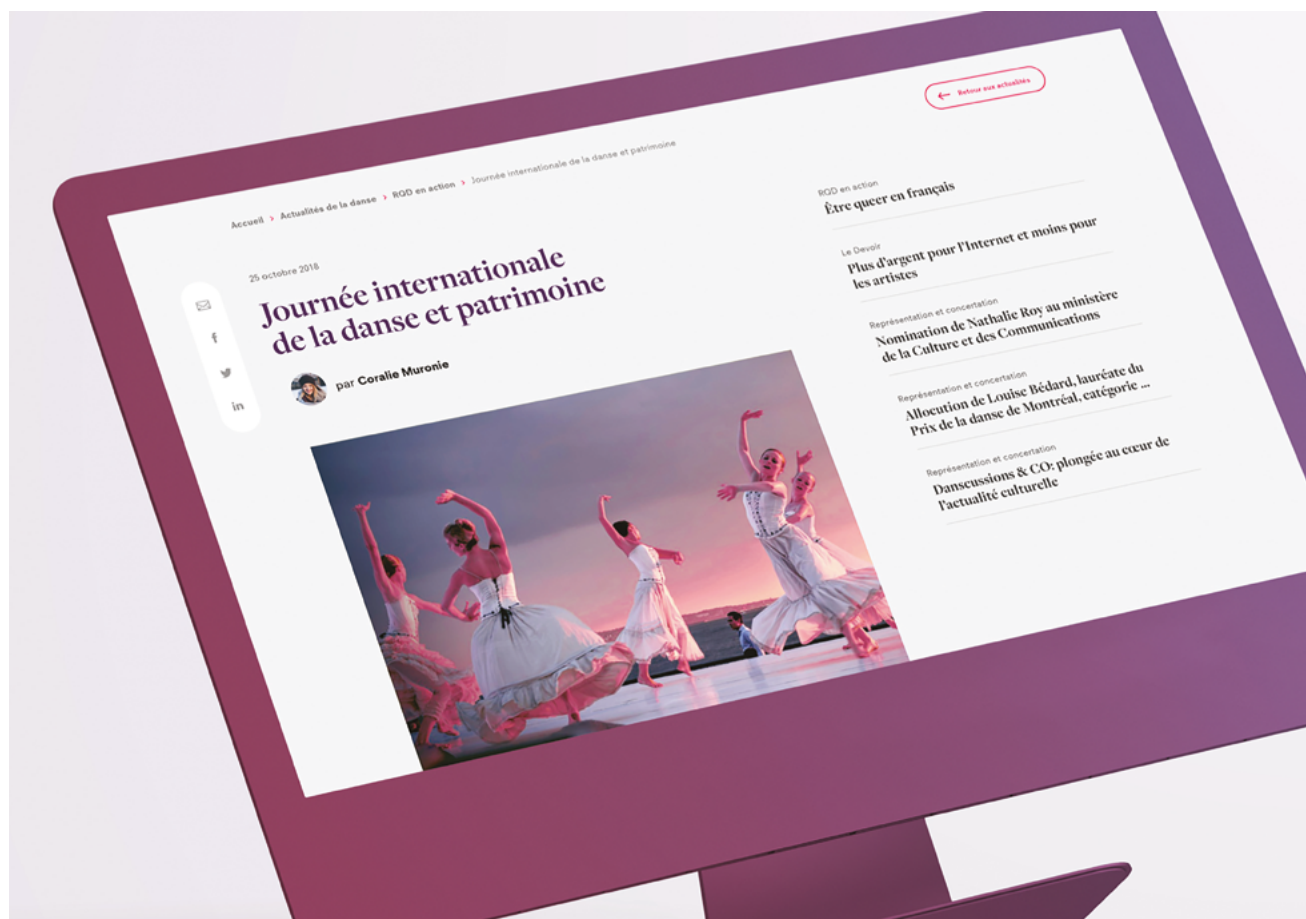 ← Retour aux actualités
Accueil > Actualités de la danse > RQD en action > Journée internationale de la danse et patrimoine
25 octobre 2018
Journée internationale
de la danse et patrimoine
par Coralie Muronie
f
in
RQD en action
Être queer en français
Le Devoir
Plus d'argent pour l'Internet et moins pour
les artistes
Représentation et concertation
Nomination de Nathalie Roy au ministère
de la Culture et des Communications
Représentation et concertation
Allocution de Louise Bédard, lauréate du
Prix de la danse de Montréal, catégorie ...
Représentation et concertation
Danscussions & CO: plongée au cœur de
l'actualité culturelle